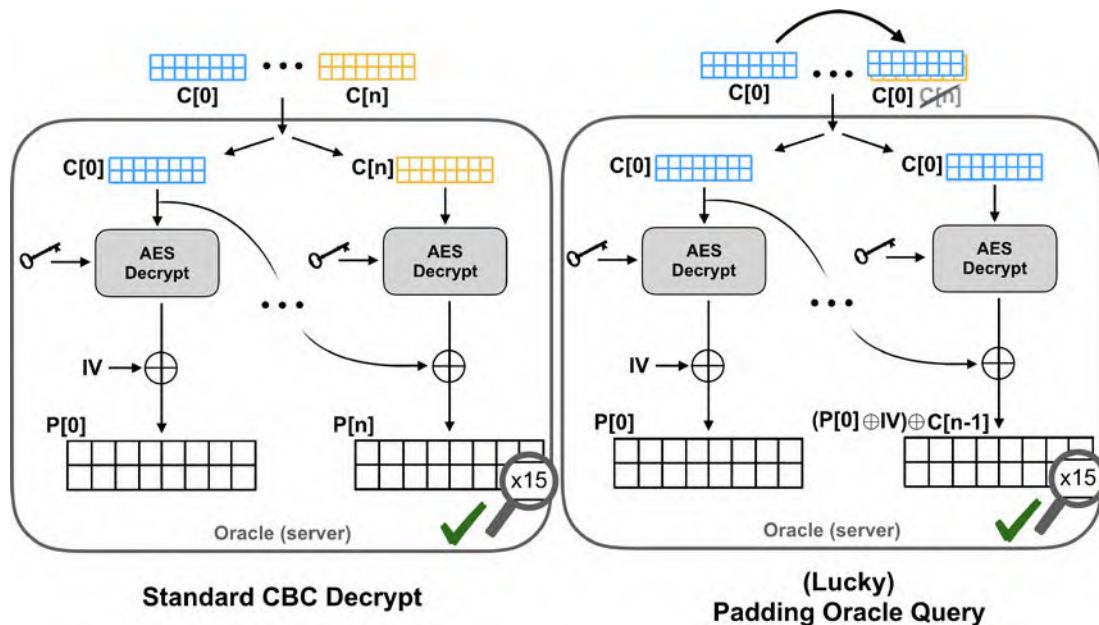 C[0]
C[n]
C[0]
C[n]
AES
Decrypt
AES
Decrypt
IV
P[0]
P[n]
x15
Oracle (server)
Standard CBC Decrypt
C[0]
C[0] C[n]
C[0]
C[0]
AES
Decrypt
AES
Decrypt
IV
P[0]
(P[0]⊕IV)⊕C[n-1]
x15
Oracle (server)
(Lucky)
Padding Oracle Query